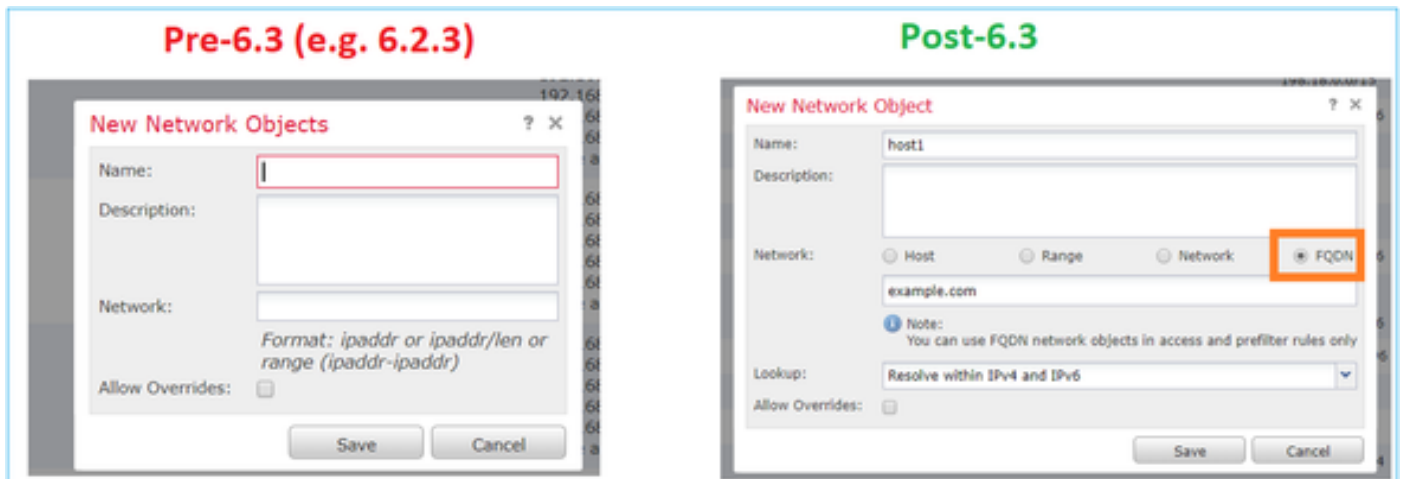 Pre-6.3 (e.g. 6.2.3)
New Network Objects
? ×
Name:
Description:
Network:
Format: ipaddr or ipaddr/len or
range (ipaddr-ipaddr)
Allow Overrides:
Save Cancel
Post-6.3
New Network Object
? ×
Name: host1
Description:
Network: Host Range Network FQDN
example.com
Note:
You can use FQDN network objects in access and prefilter rules only
Lookup: Resolve within IPv4 and IPv6
Allow Overrides:
Save Cancel